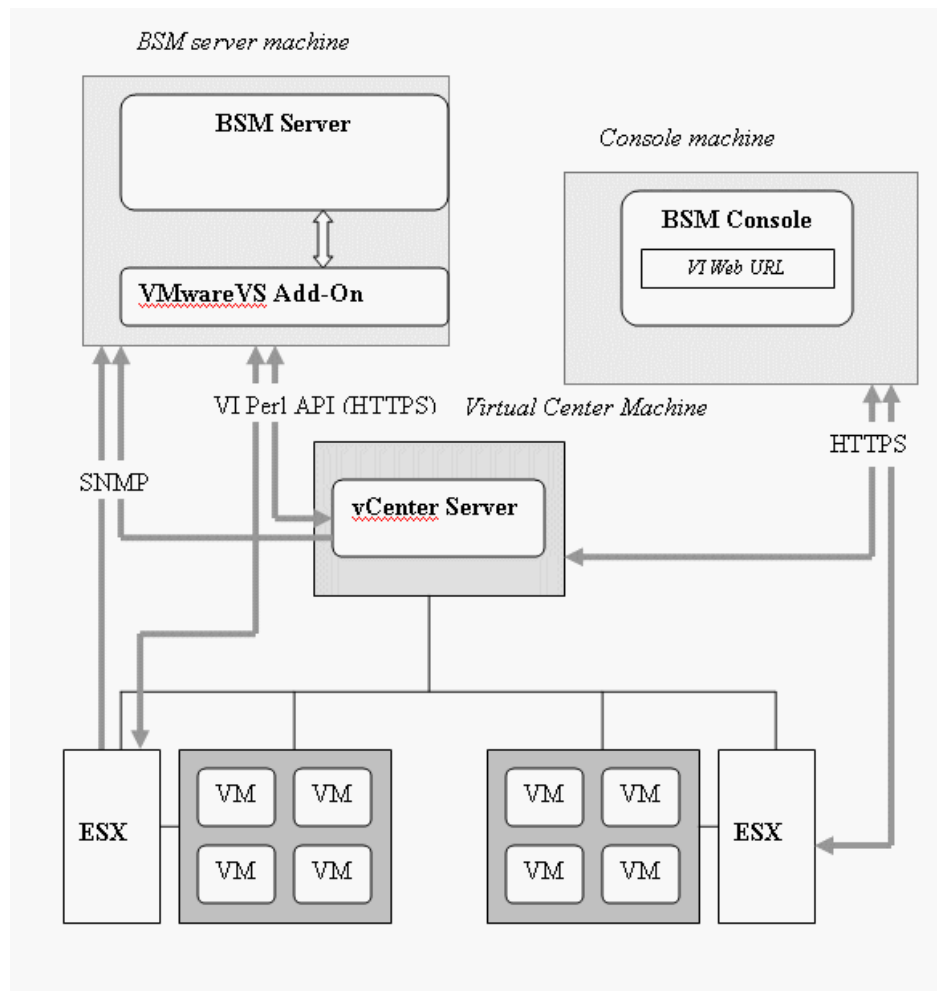 BSM server machine
BSM Server
VMwareVS Add-On
Console machine
BSM Console
VI Web URL
VI Perl API (HTTPS)
Virtual Center Machine
HTTPS
SNMP
vCenter Server
ESX
VM VM
VM VM
VM VM
VM VM
ESX